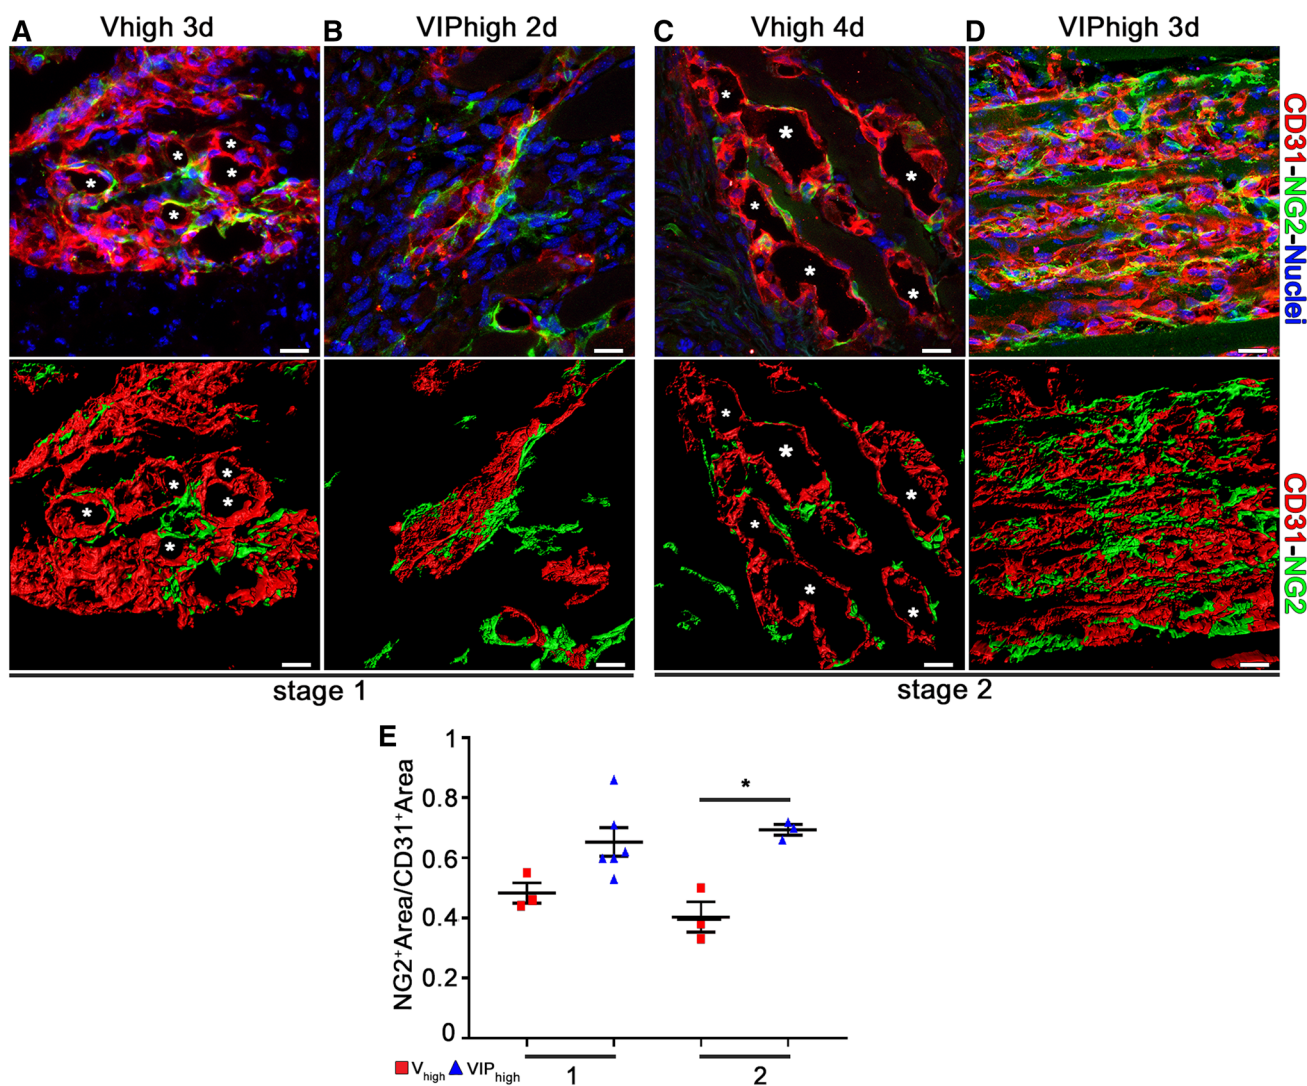 A Vhigh 3d B VIPhigh 2d C Vhigh 4d D VIPhigh 3d
* * * * *
* * * * * * *
CD31-NG2-Nuclei
* * * * *
* * * * * * *
CD31-NG2
stage 1 stage 2
E
NG2+Area/CD31+Area
1
0.8
0.6
0.4
0.2
0
*
Vhigh VIPhigh 1 2